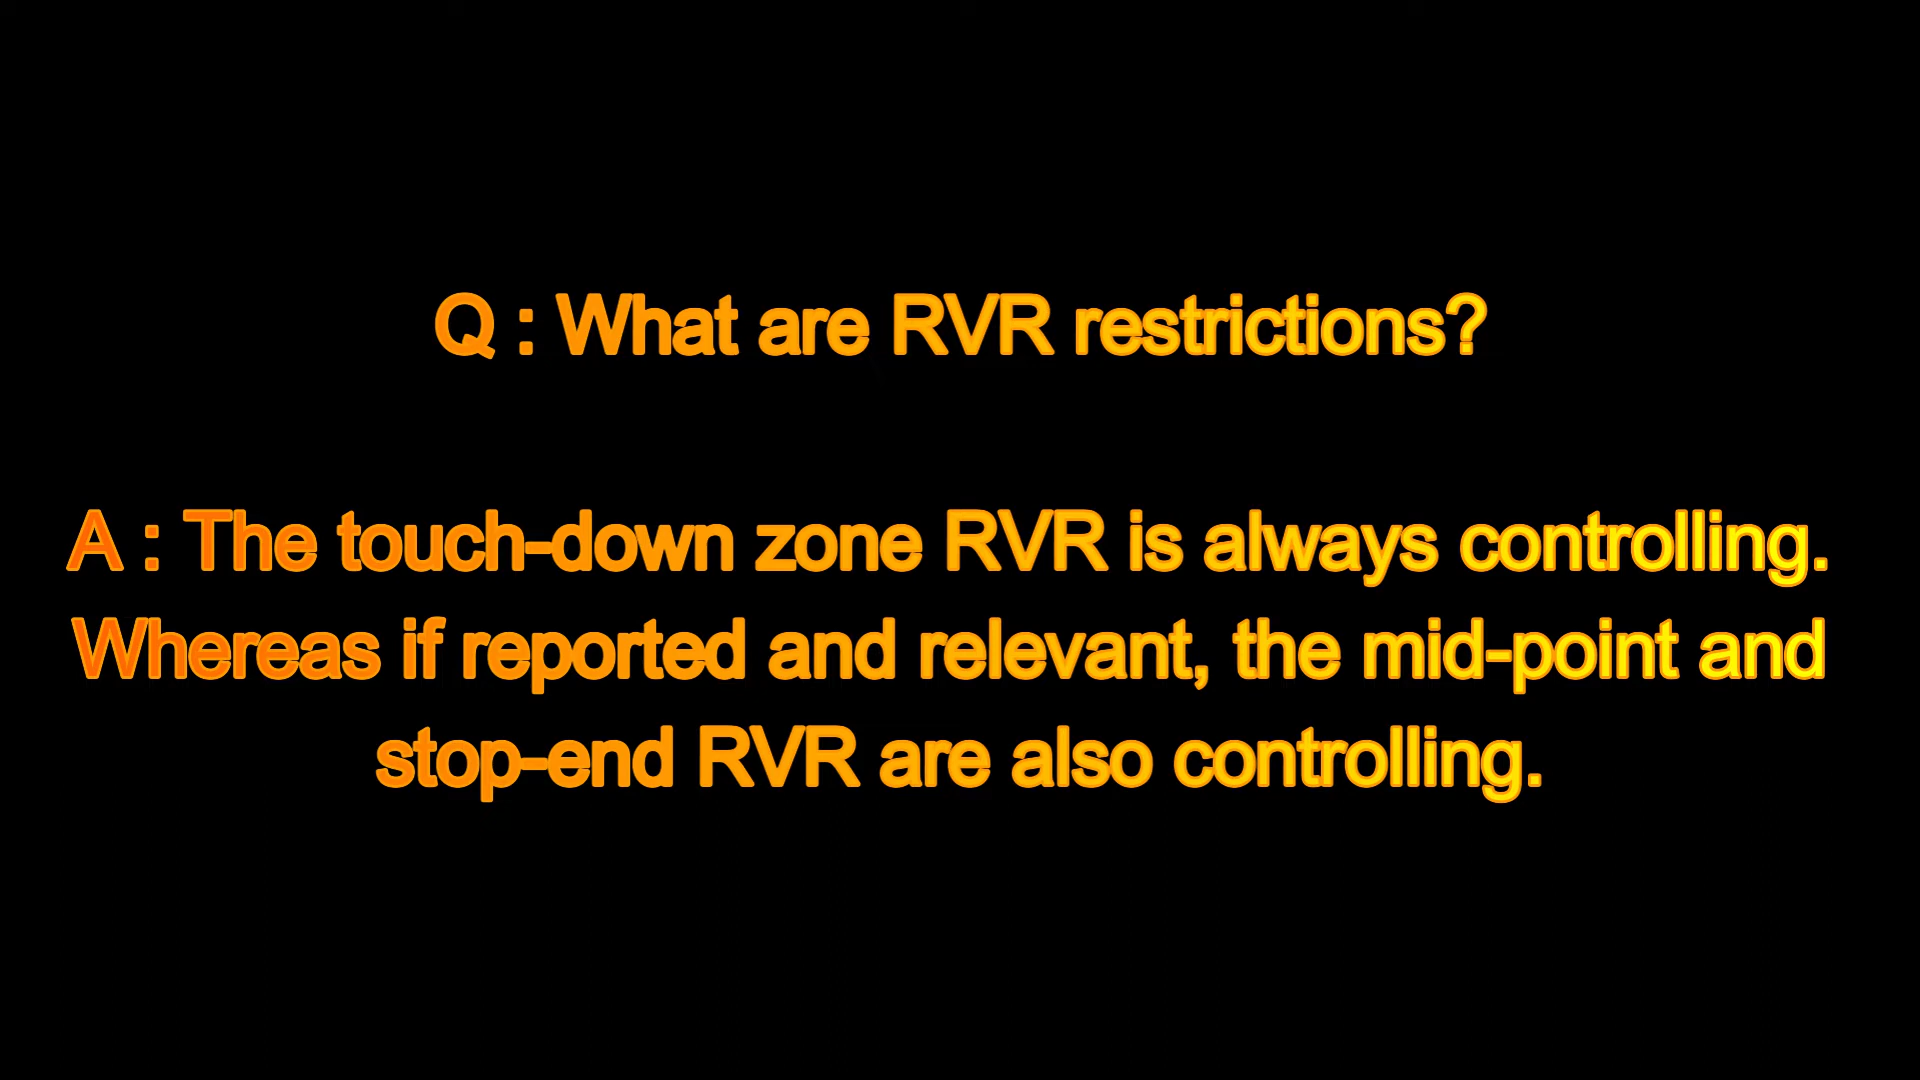 Q : What are RVR restrictions?
A : The touch-down zone RVR is always controlling.
Whereas if reported and relevant, the mid-point and
stop-end RVR are also controlling.